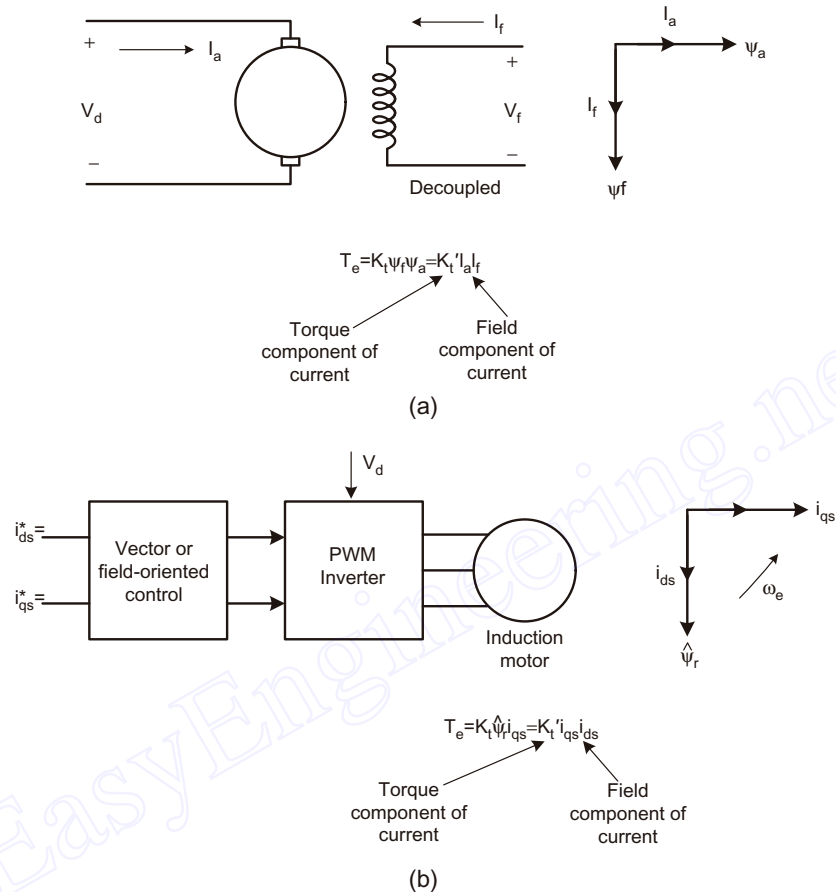 +
I_a
V_d
−
I_f
+
V_f
−
Decoupled
I_a
ψ_a
I_f
ψf
T_e=K_tψ_fψ_a=K_t′I_aI_f
Torque
component of
current
Field
component of
current
(a)
V_d
i*_ds=
i*_qs=
Vector or
field-oriented
control
PWM
Inverter
Induction
motor
i_qs
i_ds
ω_e
ψ̂_r
T_e=K_tψ̂_ri_qs=K_t′i_qsi_ds
Torque
component of
current
Field
component of
current
(b)
EasyEngineering.ne